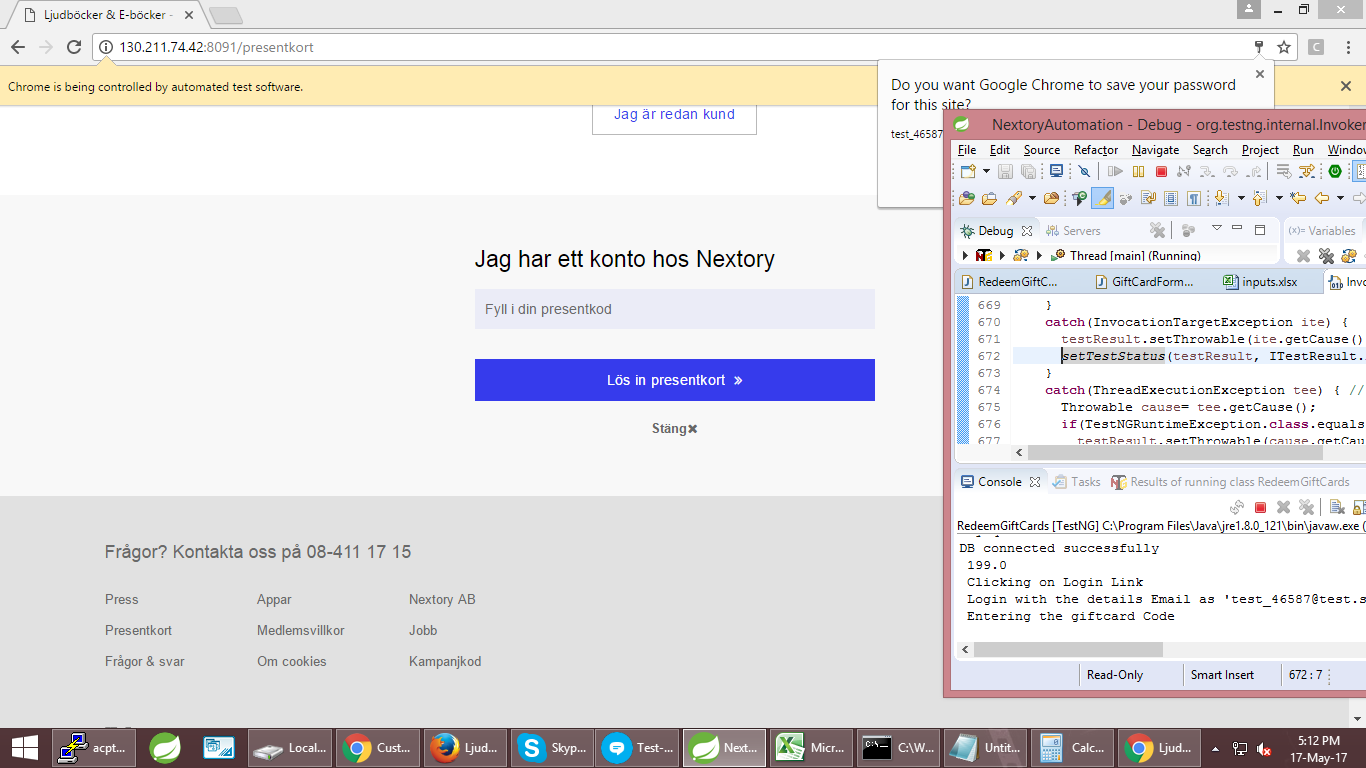 Ljudböcker & E-böcker -
130.211.74.42:8091/presentkort
C
Chrome is being controlled by automated test software.
Do you want Google Chrome to save your password
for this site?
test_46587
Jag är redan kund
Jag har ett konto hos Nextory
Fyll i din presentkod
Lös in presentkort »
Stäng
Frågor? Kontakta oss på 08-411 17 15
Press Appar Nextory AB
Presentkort Medlemsvillkor Jobb
Frågor & svar Om cookies Kampanjkod
NextoryAutomation - Debug - org.testng.internal.Invoker
File Edit Source Refactor Navigate Search Project Run Window
Debug Servers (x)= Variables
Thread [main] (Running)
RedeemGiftC... GiftCardForm... inputs.xlsx Invo
669 }
670 catch(InvocationTargetException ite) {
671 testResult.setThrowable(ite.getCause()
672 setTestStatus(testResult, ITestResult.
673 }
674 catch(ThreadExecutionException tee) { //
675 Throwable cause= tee.getCause();
676 if(TestNGRuntimeException.class.equals
677 testResult.setThrowable(cause.getCau
Console Tasks Results of running class RedeemGiftCards
RedeemGiftCards [TestNG] C:\Program Files\Java\jre1.8.0_121\bin\javaw.exe (
DB connected successfully
199.0
Clicking on Login Link
Login with the details Email as 'test_46587@test.s
Entering the giftcard Code
Read-Only Smart Insert 672 : 7
acpt... Local... Cust... Ljud... Skyp... Test-... Next... Micr... C:\W... Untit... Calc... Ljud...
5:12 PM
17-May-17